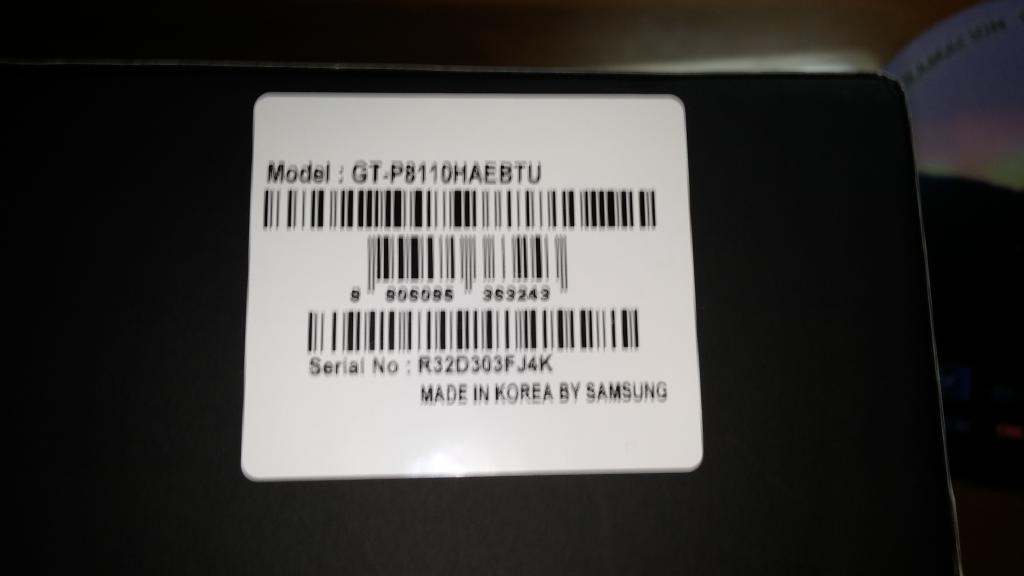 Model : GT-P8110HAEBTU
8 806085 363243
Serial No : R32D303FJ4K
MADE IN KOREA BY SAMSUNG